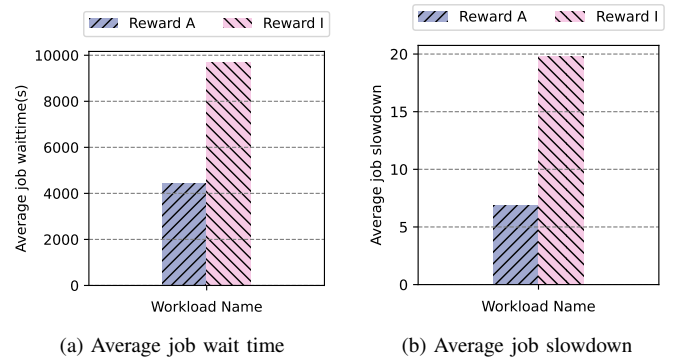 Reward A Reward I
10000
8000
6000
4000
2000
0
Average job waittime(s)
Workload Name
(a) Average job wait time
Reward A Reward I
20
15
10
5
0
Average job slowdown
Workload Name
(b) Average job slowdown